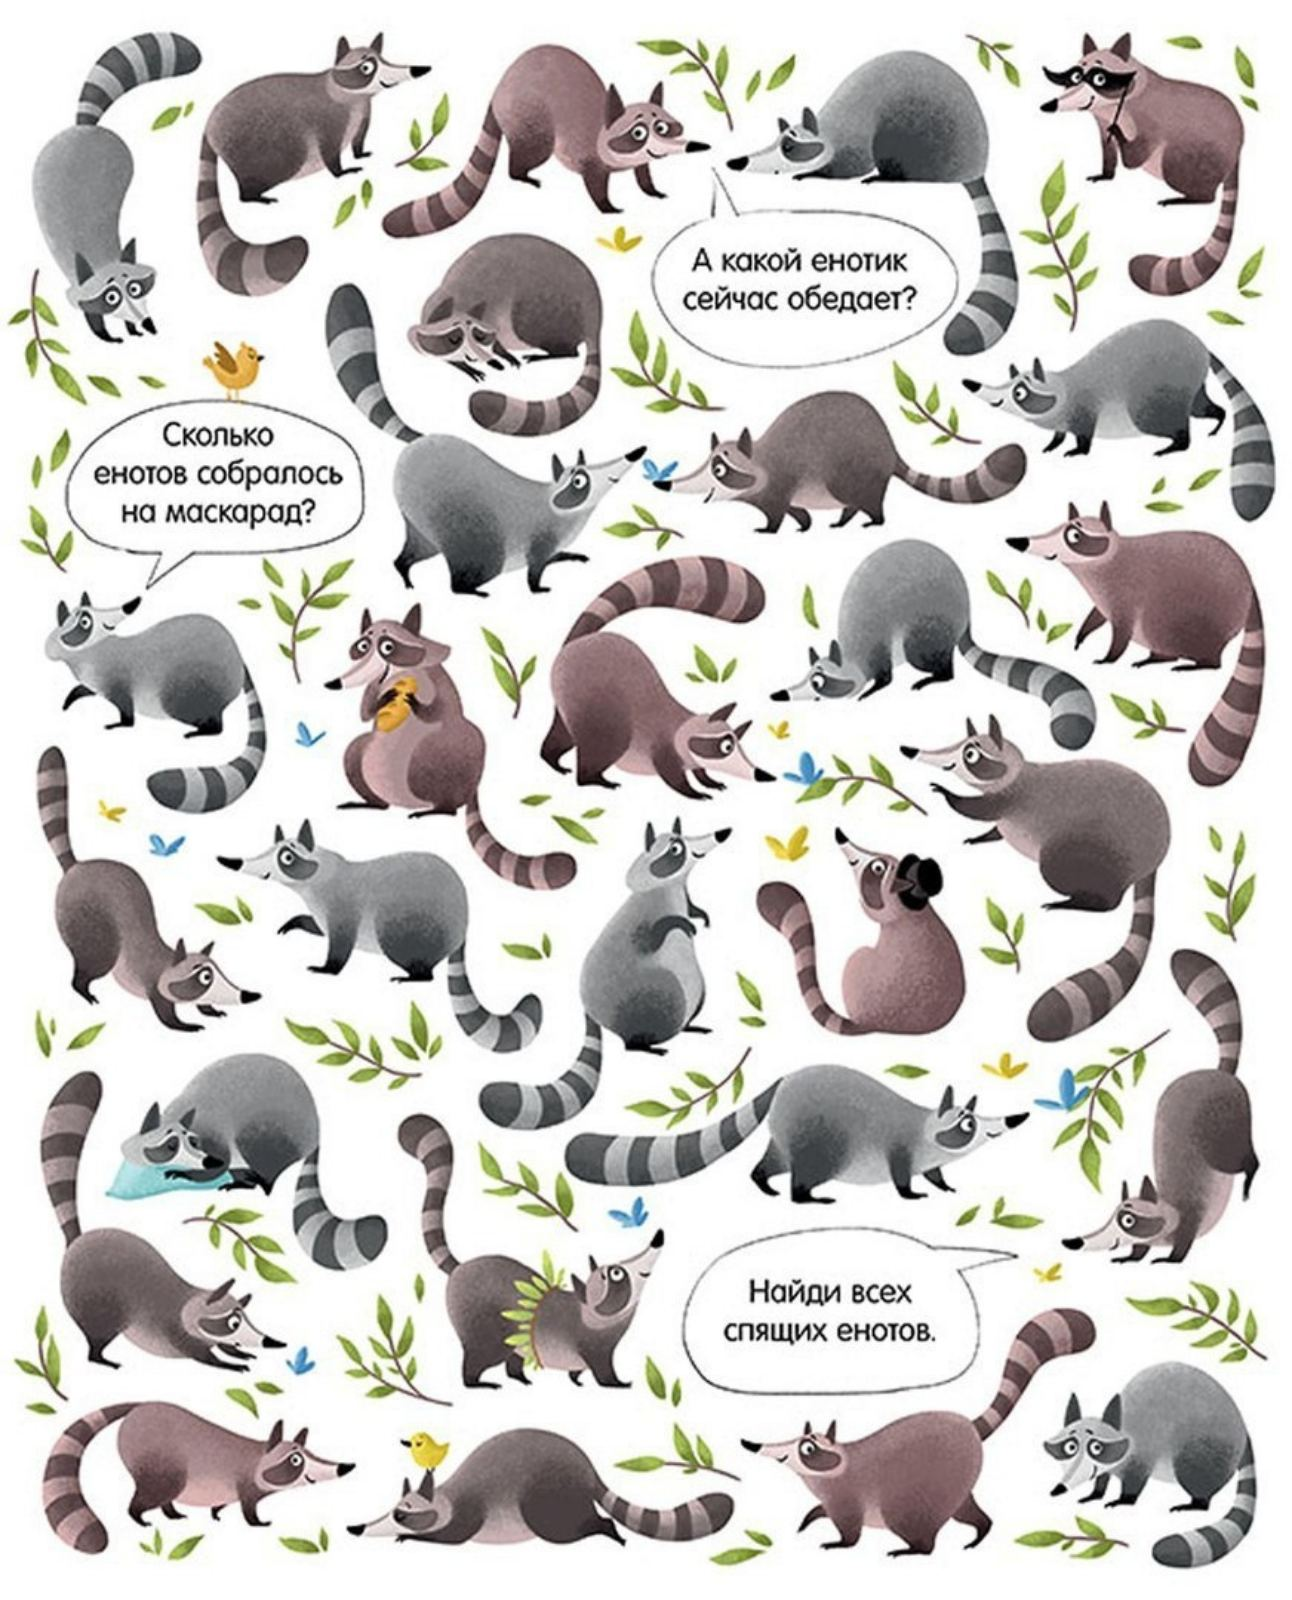 А какой енотик
сейчас обедает?
Сколько
енотов собралось
на маскарад?
Найди всех
спящих енотов.